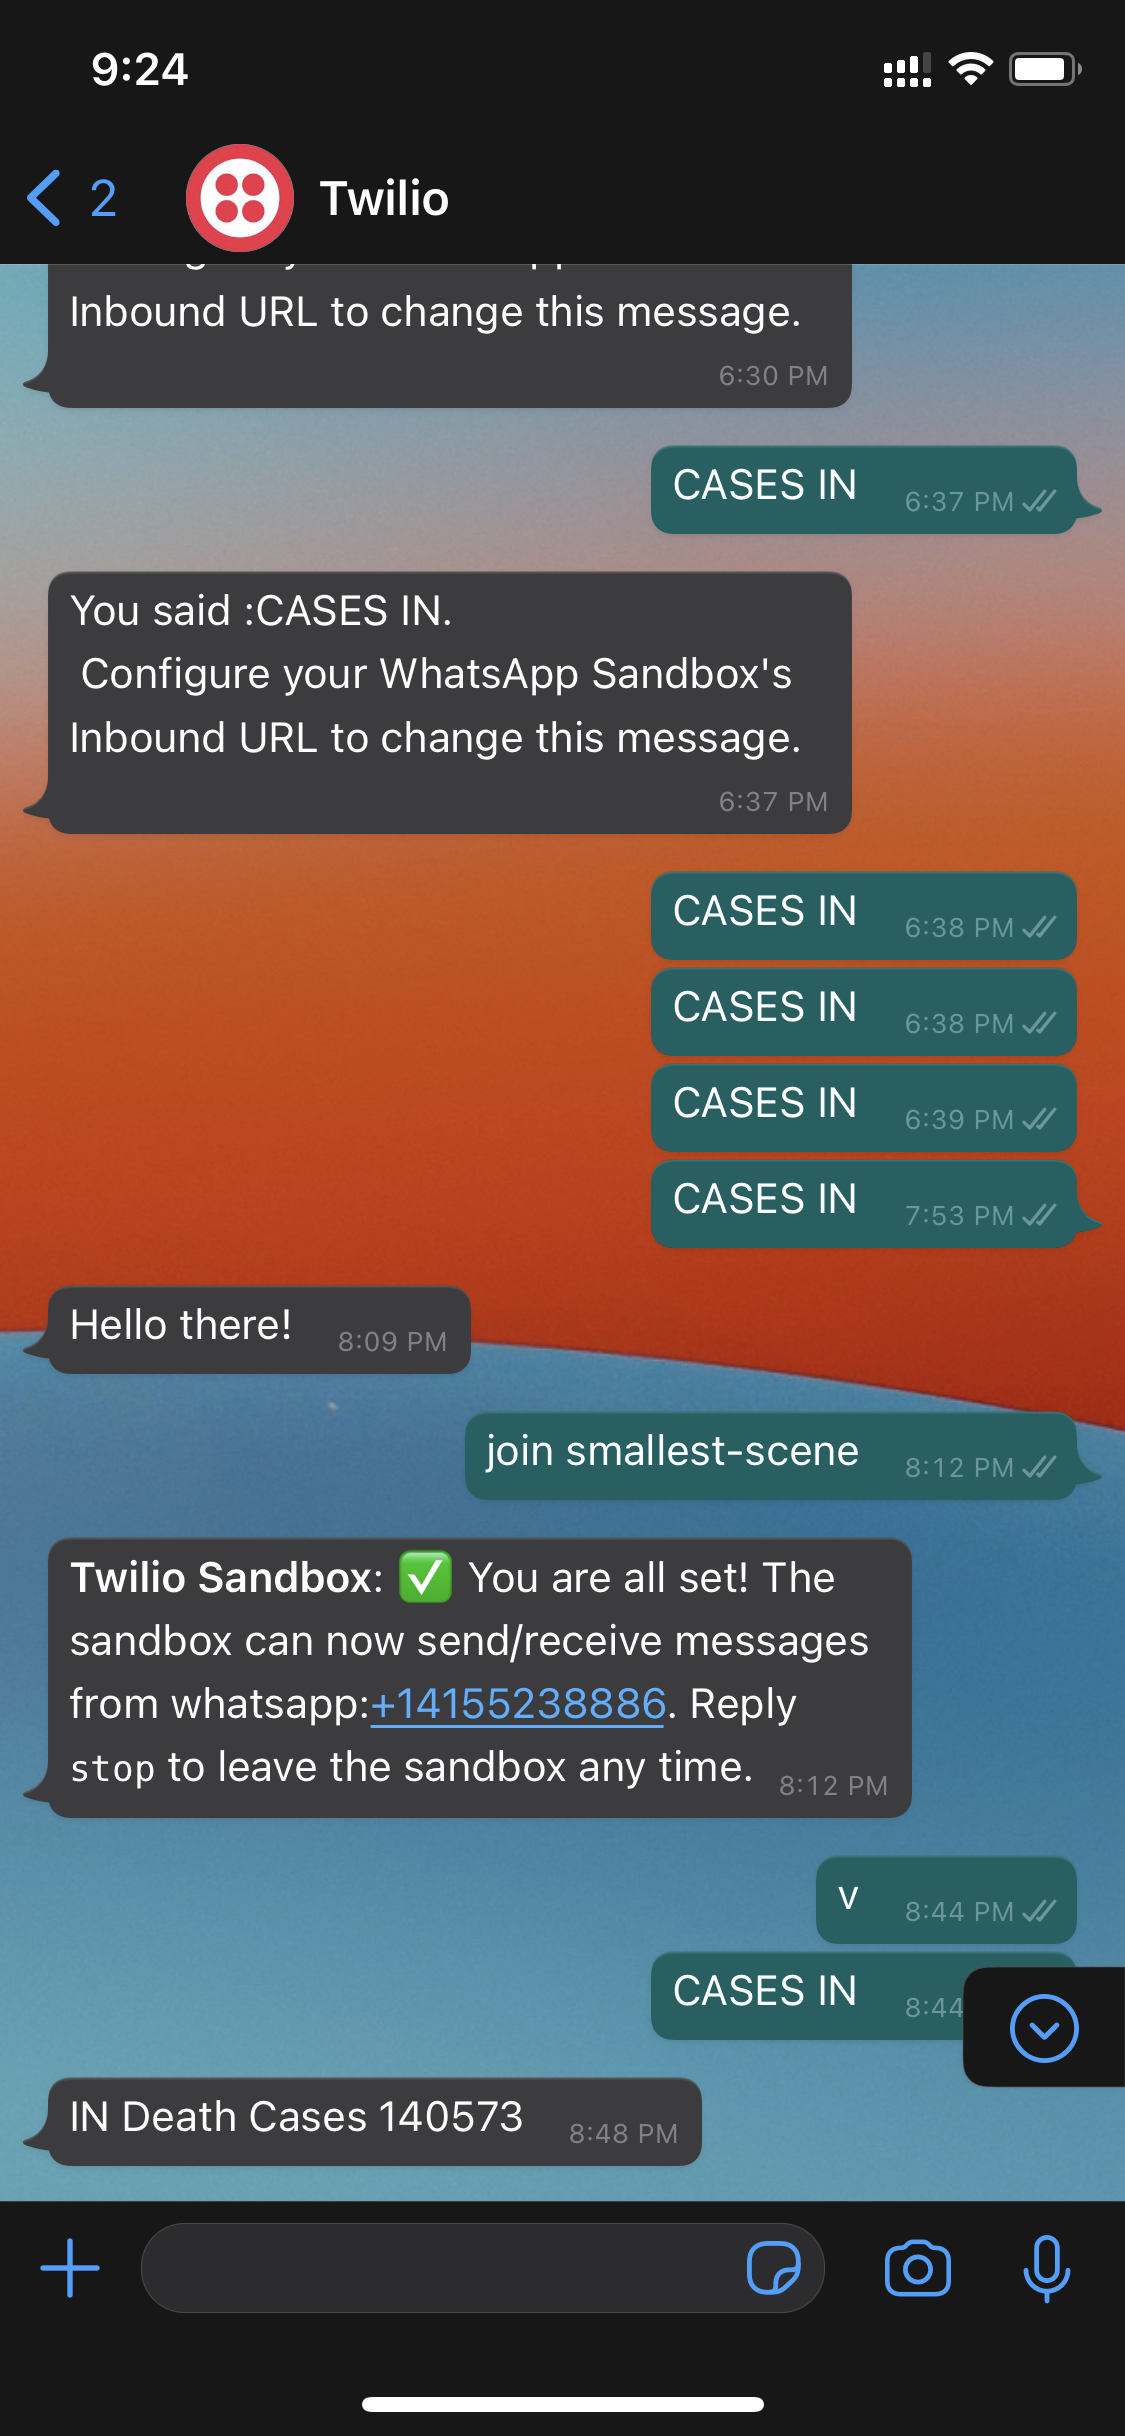 9:24
2
Twilio
Inbound URL to change this message.
6:30 PM
CASES IN
6:37 PM
You said :CASES IN.
Configure your WhatsApp Sandbox's
Inbound URL to change this message.
6:37 PM
CASES IN
6:38 PM
CASES IN
6:38 PM
CASES IN
6:39 PM
CASES IN
7:53 PM
Hello there!
8:09 PM
join smallest-scene
8:12 PM
Twilio Sandbox: ✅ You are all set! The
sandbox can now send/receive messages
from whatsapp:+14155238886. Reply
stop to leave the sandbox any time.
8:12 PM
v
8:44 PM
CASES IN
8:44
IN Death Cases 140573
8:48 PM